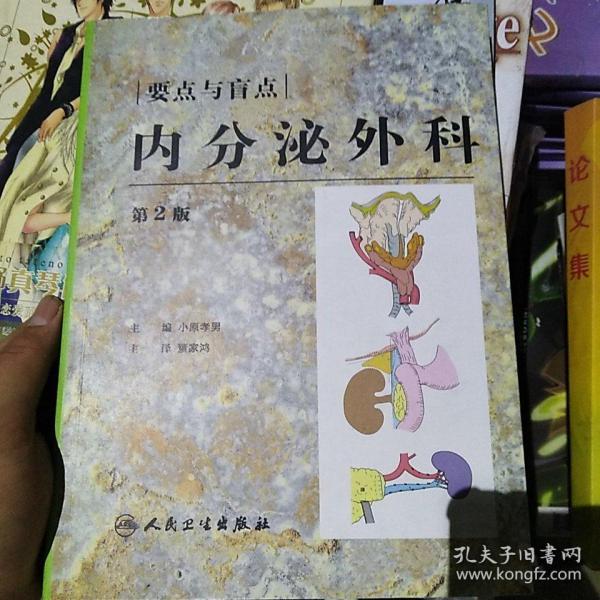 要点与盲点
内分泌外科
第2版
主 编 小原孝男
主 译 董家鸿
人民卫生出版社
论文集
孔夫子旧书网
www.kongfz.com